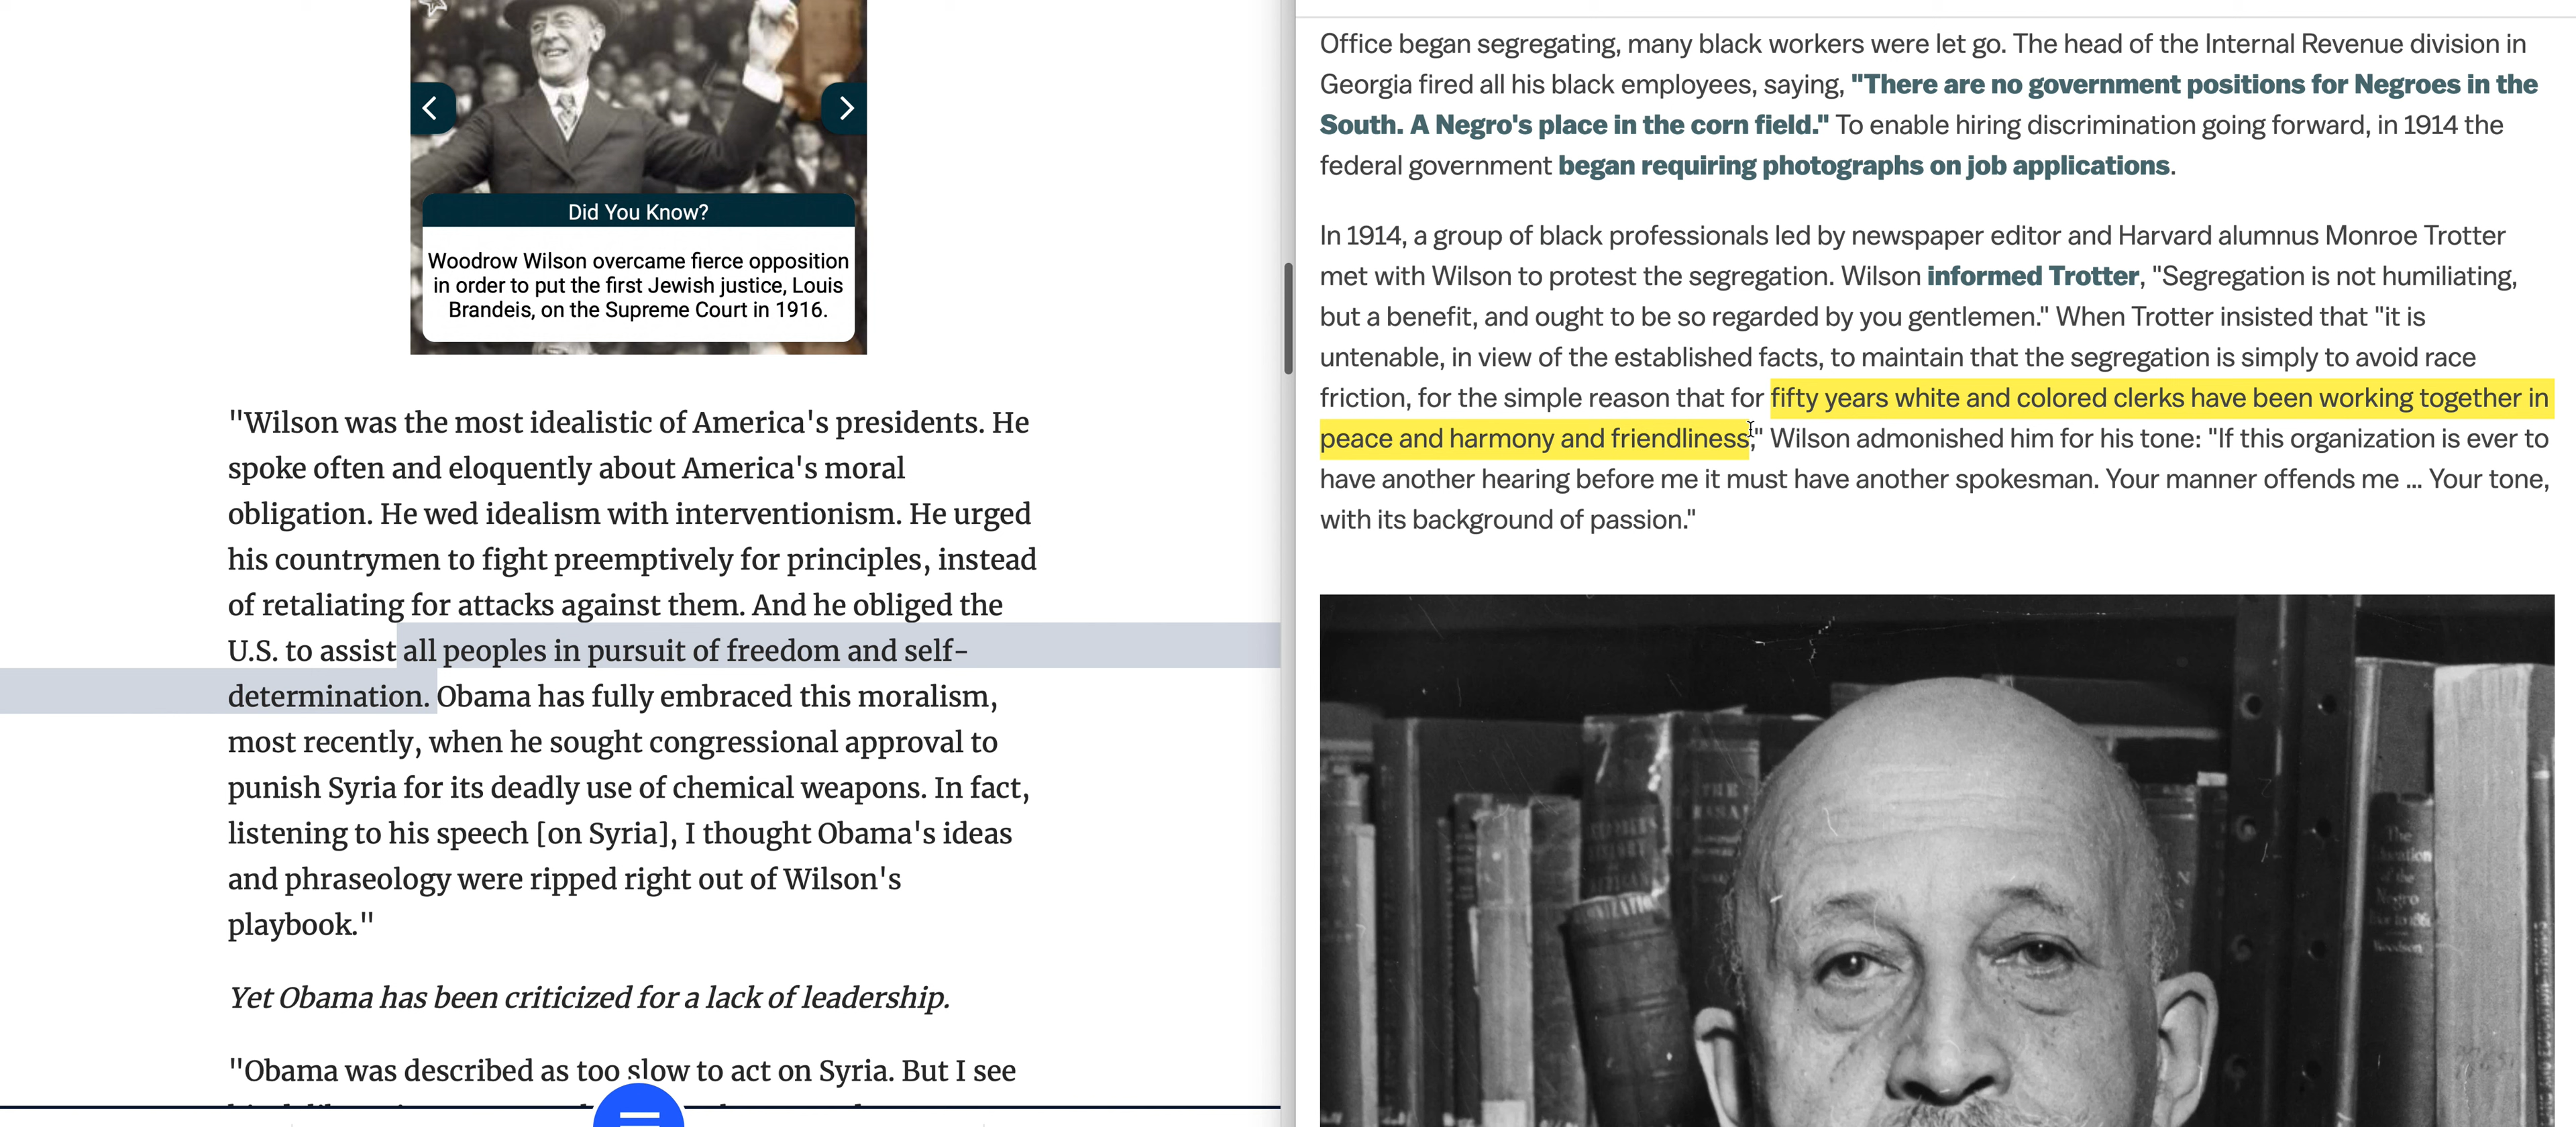 Did You Know?
Woodrow Wilson overcame fierce opposition
in order to put the first Jewish justice, Louis
Brandeis, on the Supreme Court in 1916.
"Wilson was the most idealistic of America's presidents. He
spoke often and eloquently about America's moral
obligation. He wed idealism with interventionism. He urged
his countrymen to fight preemptively for principles, instead
of retaliating for attacks against them. And he obliged the
U.S. to assist all peoples in pursuit of freedom and self-
determination. Obama has fully embraced this moralism,
most recently, when he sought congressional approval to
punish Syria for its deadly use of chemical weapons. In fact,
listening to his speech [on Syria], I thought Obama's ideas
and phraseology were ripped right out of Wilson's
playbook."
Yet Obama has been criticized for a lack of leadership.
"Obama was described as too slow to act on Syria. But I see
Office began segregating, many black workers were let go. The head of the Internal Revenue division in
Georgia fired all his black employees, saying, "There are no government positions for Negroes in the
South. A Negro's place in the corn field." To enable hiring discrimination going forward, in 1914 the
federal government began requiring photographs on job applications.
In 1914, a group of black professionals led by newspaper editor and Harvard alumnus Monroe Trotter
met with Wilson to protest the segregation. Wilson informed Trotter, "Segregation is not humiliating,
but a benefit, and ought to be so regarded by you gentlemen." When Trotter insisted that "it is
untenable, in view of the established facts, to maintain that the segregation is simply to avoid race
friction, for the simple reason that for fifty years white and colored clerks have been working together in
peace and harmony and friendliness," Wilson admonished him for his tone: "If this organization is ever to
have another hearing before me it must have another spokesman. Your manner offends me ... Your tone,
with its background of passion."
THE
The
of the
Negro
Woodson